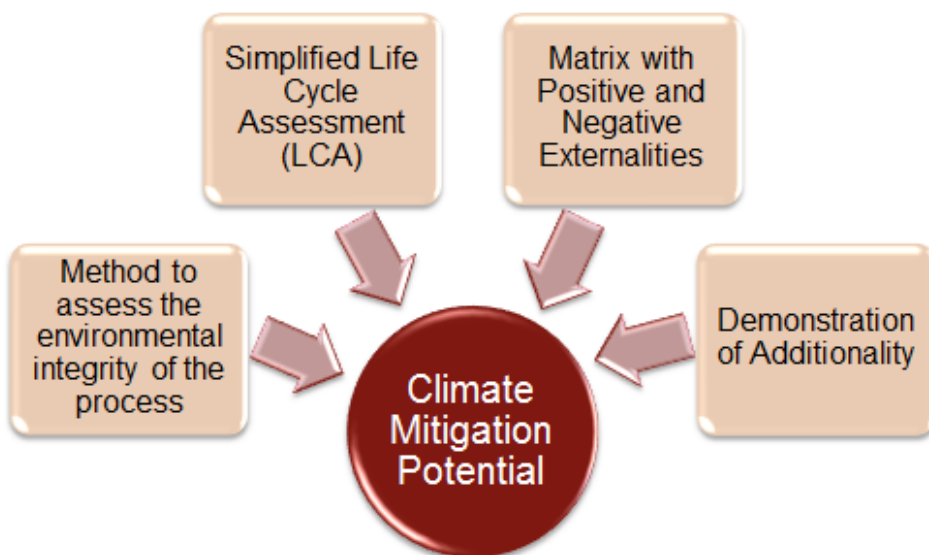 Simplified Life
Cycle
Assessment
(LCA)
Matrix with
Positive and
Negative
Externalities
Method to
assess the
environmental
integrity of the
process
Demonstration
of Additionality
Climate
Mitigation
Potential